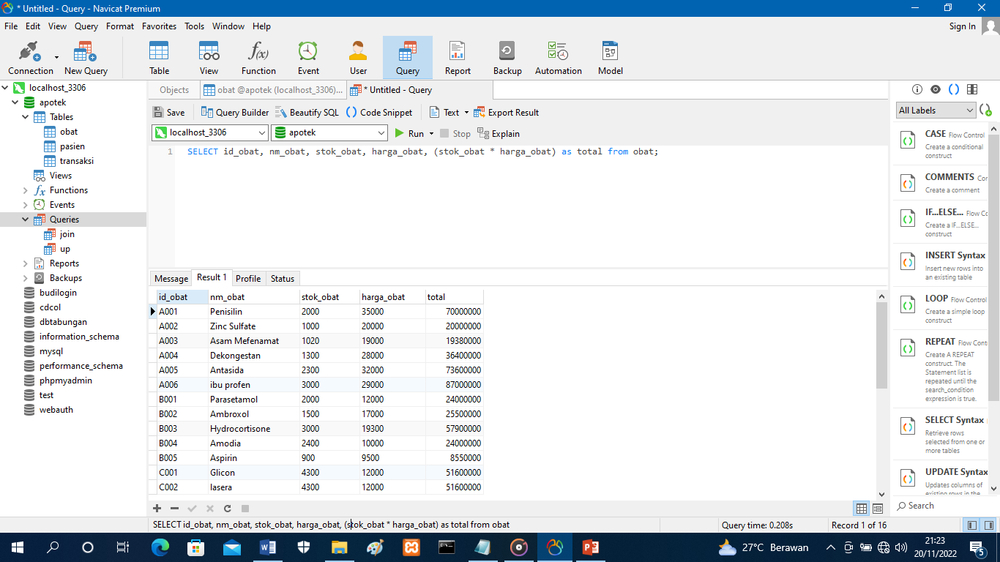 * Untitled - Query - Navicat Premium
File Edit View Query Format Favorites Tools Window Help
Sign In
Connection New Query Table View Function Event User Query Report Backup Automation Model
localhost_3306
apotek
Tables
obat
pasien
transaksi
Views
Functions
Events
Queries
join
up
Reports
Backups
budilogin
cdcol
dbtabungan
information_schema
mysql
performance_schema
phpmyadmin
test
webauth
Objects obat @apotek (localhost_3306)... * Untitled - Query
Save Query Builder Beautify SQL Code Snippet Text Export Result
localhost_3306 apotek Run Stop Explain
1 SELECT id_obat, nm_obat, stok_obat, harga_obat, (stok_obat * harga_obat) as total from obat;
Message Result 1 Profile Status
id_obat nm_obat stok_obat harga_obat total
A001 Penisilin 2000 35000 70000000
A002 Zinc Sulfate 1000 20000 20000000
A003 Asam Mefenamat 1020 19000 19380000
A004 Dekongestan 1300 28000 36400000
A005 Antasida 2300 32000 73600000
A006 ibu profen 3000 29000 87000000
B001 Parasetamol 2000 12000 24000000
B002 Ambroxol 1500 17000 25500000
B003 Hydrocortisone 3000 19300 57900000
B004 Amodia 2400 10000 24000000
B005 Aspirin 900 9500 8550000
C001 Glicon 4300 12000 51600000
C002 lasera 4300 12000 51600000
All Labels
CASE Flow Control
Create a conditional
construct
COMMENTS
Create a comment
IF...ELSE... Flow
Create a IF...ELSE...
construct
INSERT Syntax
Insert new rows into
an existing table
LOOP Flow Control
Create a simple loop
construct
REPEAT Flow
Create A REPEAT
construct. The
Statement list is
repeated until the
search_condition
expression is true.
SELECT Syntax
Retrieve rows
selected from one or
more tables
UPDATE Syntax
Updates columns of
existing rows in the
Search
SELECT id_obat, nm_obat, stok_obat, harga_obat, (stok_obat * harga_obat) as total from obat
Query time: 0.208s
Record 1 of 16
27°C Berawan
21:23
20/11/2022
5